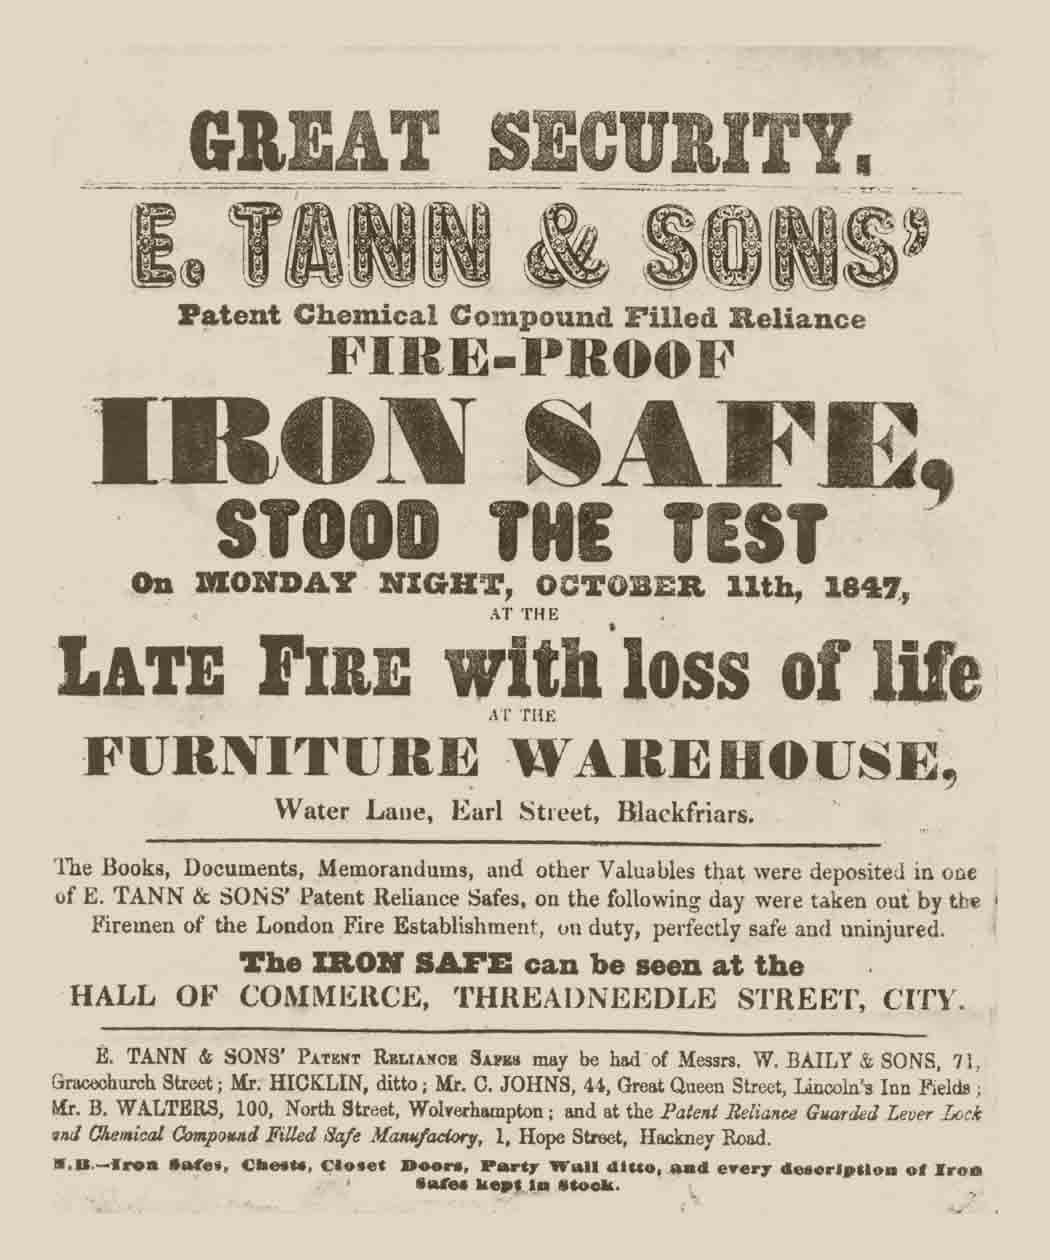 GREAT SECURITY.
E. TANN & SONS'
Patent Chemical Compound Filled Reliance
FIRE-PROOF
IRON SAFE,
STOOD THE TEST
On MONDAY NIGHT, OCTOBER 11th, 1847,
AT THE
LATE FIRE with loss of life
AT THE
FURNITURE WAREHOUSE,
Water Lane, Earl Street, Blackfriars.
The Books, Documents, Memorandums, and other Valuables that were deposited in one
of E. TANN & SONS' Patent Reliance Safes, on the following day were taken out by the
Firemen of the London Fire Establishment, on duty, perfectly safe and uninjured.
The IRON SAFE can be seen at the
HALL OF COMMERCE, THREADNEEDLE STREET, CITY.
E. TANN & SONS' PATENT RELIANCE SAFES may be had of Messrs. W. BAILY & SONS, 71,
Gracechurch Street; Mr. HICKLIN, ditto; Mr. C. JOHNS, 44, Great Queen Street, Lincoln's Inn Fields;
Mr. B. WALTERS, 100, North Street, Wolverhampton; and at the Patent Reliance Guarded Lever Lock
and Chemical Compound Filled Safe Manufactory, 1, Hope Street, Hackney Road.
N.B.—Iron Safes, Chests, Closet Doors, Party Wall ditto, and every description of Iron
Safes kept in Stock.